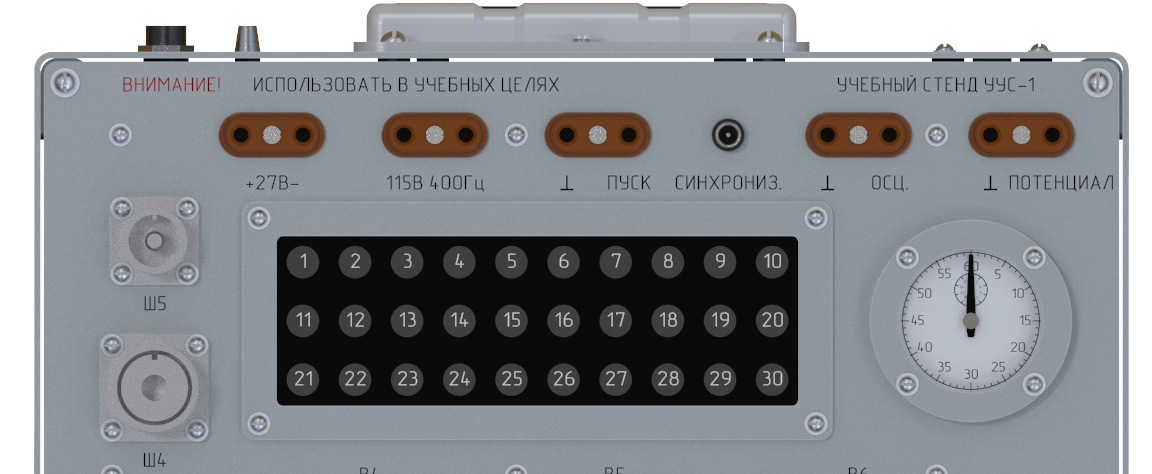 ВНИМАНИЕ! ИСПОЛЬЗОВАТЬ В УЧЕБНЫХ ЦЕЛЯХ УЧЕБНЫЙ СТЕНД УУС-1
+27В- 115В 400Гц ⊥ ПУСК СИНХРОНИЗ. ⊥ ОСЦ. ⊥ ПОТЕНЦИАЛ
Ш5
Ш4
1 2 3 4 5 6 7 8 9 10
11 12 13 14 15 16 17 18 19 20
21 22 23 24 25 26 27 28 29 30
60 5 10 15 20 25 30 35 40 45 50 55